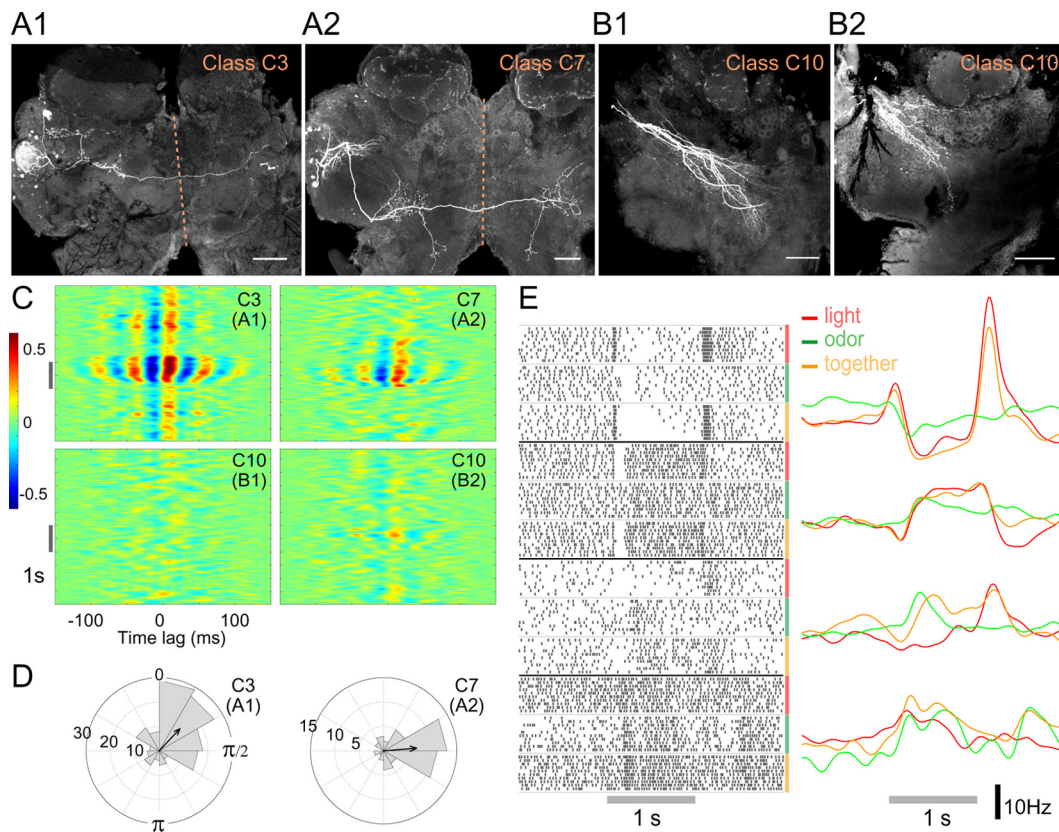 A1
A2
B1
B2
Class C3
Class C7
Class C10
Class C10
C
C3
(A1)
C7
(A2)
C10
(B1)
C10
(B2)
0.5
0
-0.5
1s
-100 0 100
Time lag (ms)
D
C3
(A1)
0
30 20 10
π/2
π
C7
(A2)
15 10 5
E
light
odor
together
1 s
1 s
10Hz